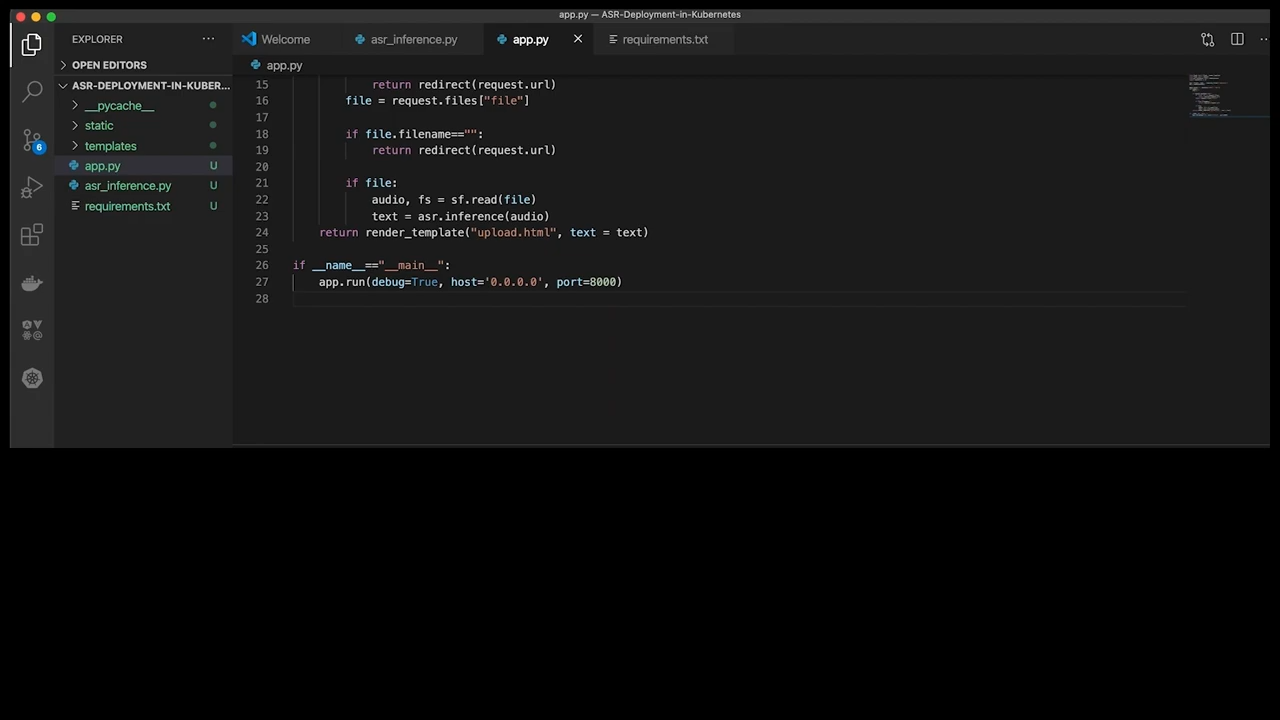 app.py — ASR-Deployment-in-Kubernetes
EXPLORER
Welcome
asr_inference.py
app.py
requirements.txt
OPEN EDITORS
ASR-DEPLOYMENT-IN-KUBER...
__pycache__
static
templates
app.py U
asr_inference.py U
requirements.txt U
6
app.py
15 return redirect(request.url)
16 file = request.files["file"]
17
18 if file.filename=="":
19 return redirect(request.url)
20
21 if file:
22 audio, fs = sf.read(file)
23 text = asr.inference(audio)
24 return render_template("upload.html", text = text)
25
26 if __name__=="__main__":
27 app.run(debug=True, host='0.0.0.0', port=8000)
28